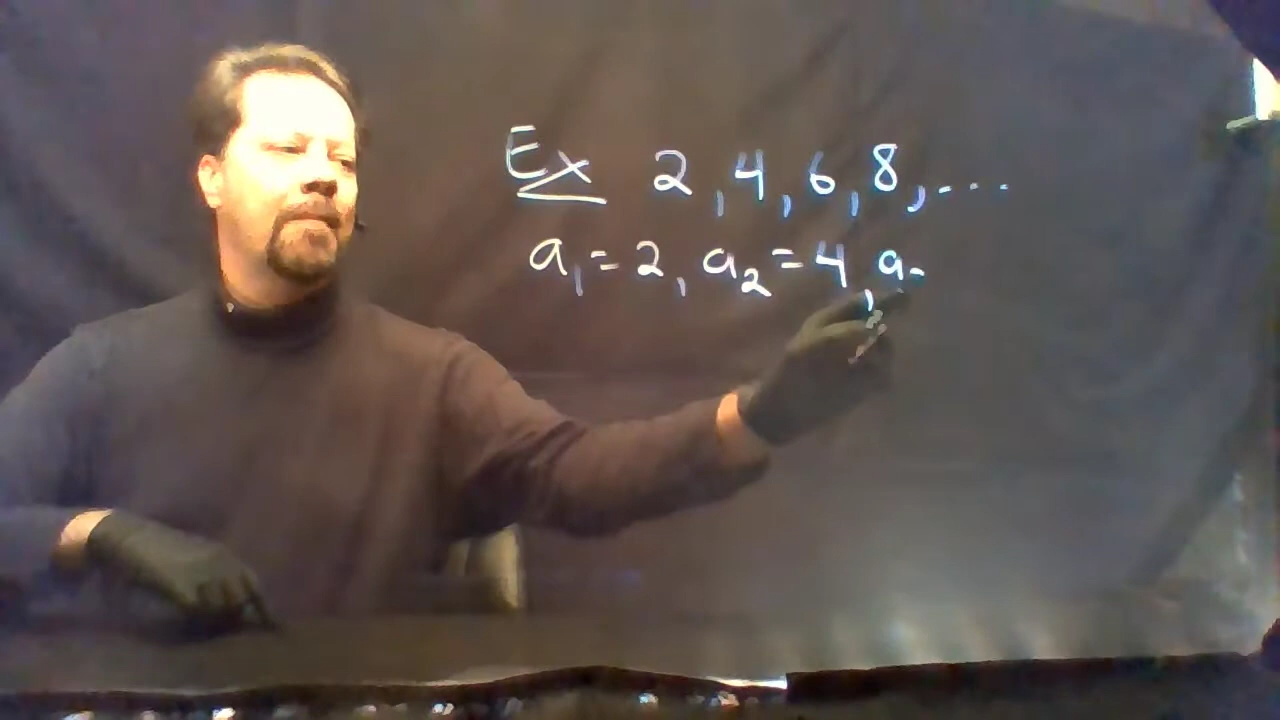 Ex 2, 4, 6, 8, ...
a₁ = 2, a₂ = 4, a